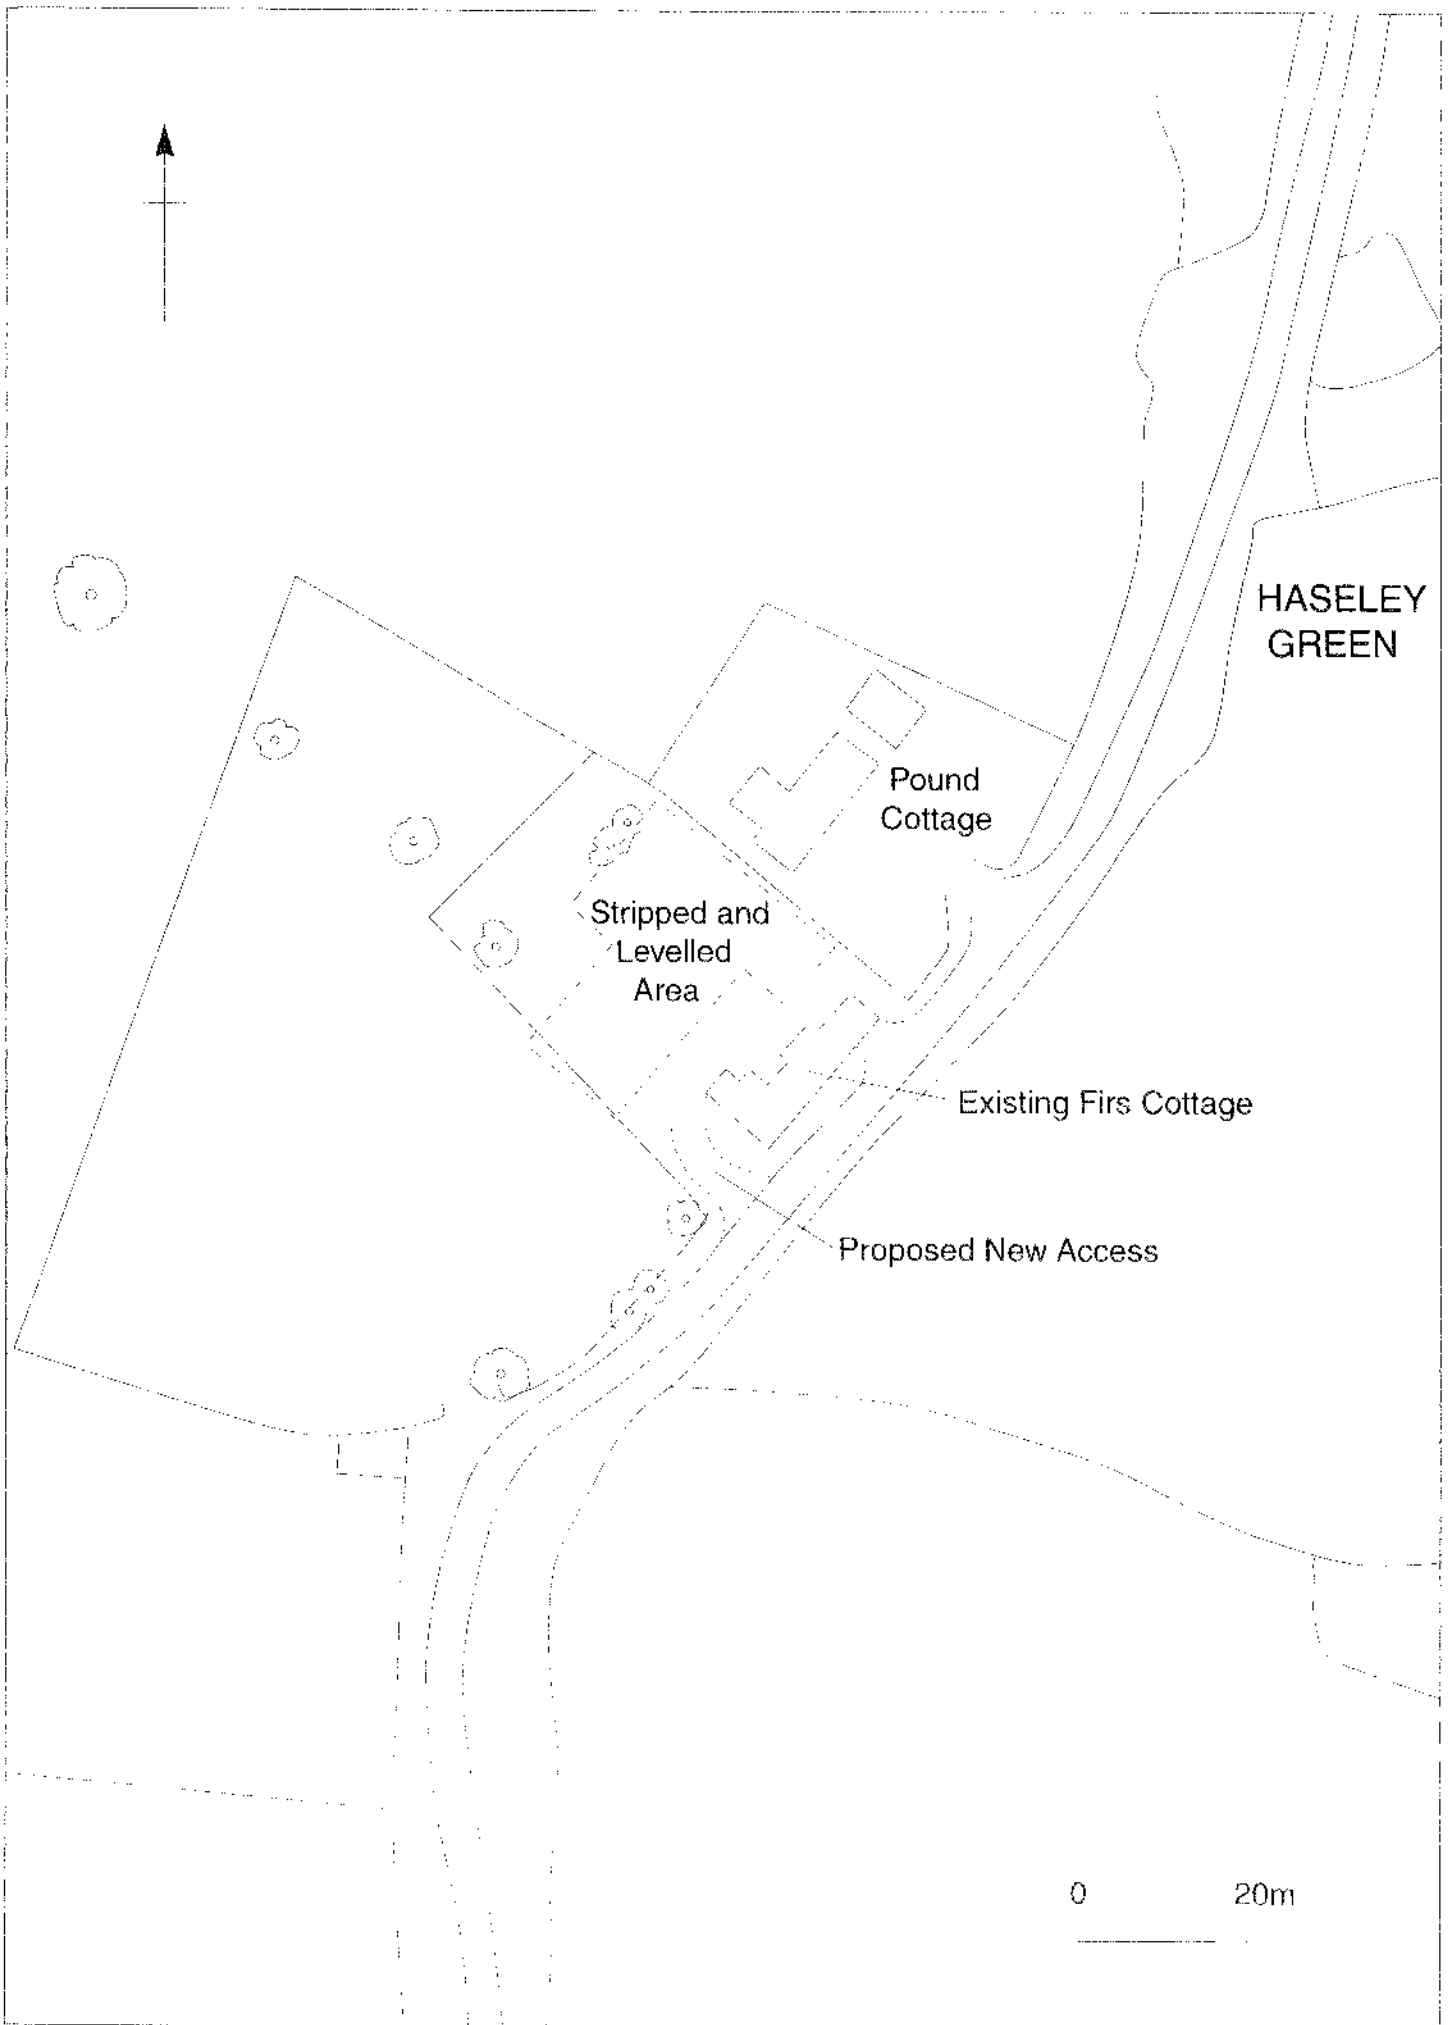 HASELEY
GREEN
Pound
Cottage
Stripped and
Levelled
Area
Existing Firs Cottage
Proposed New Access
0 20m